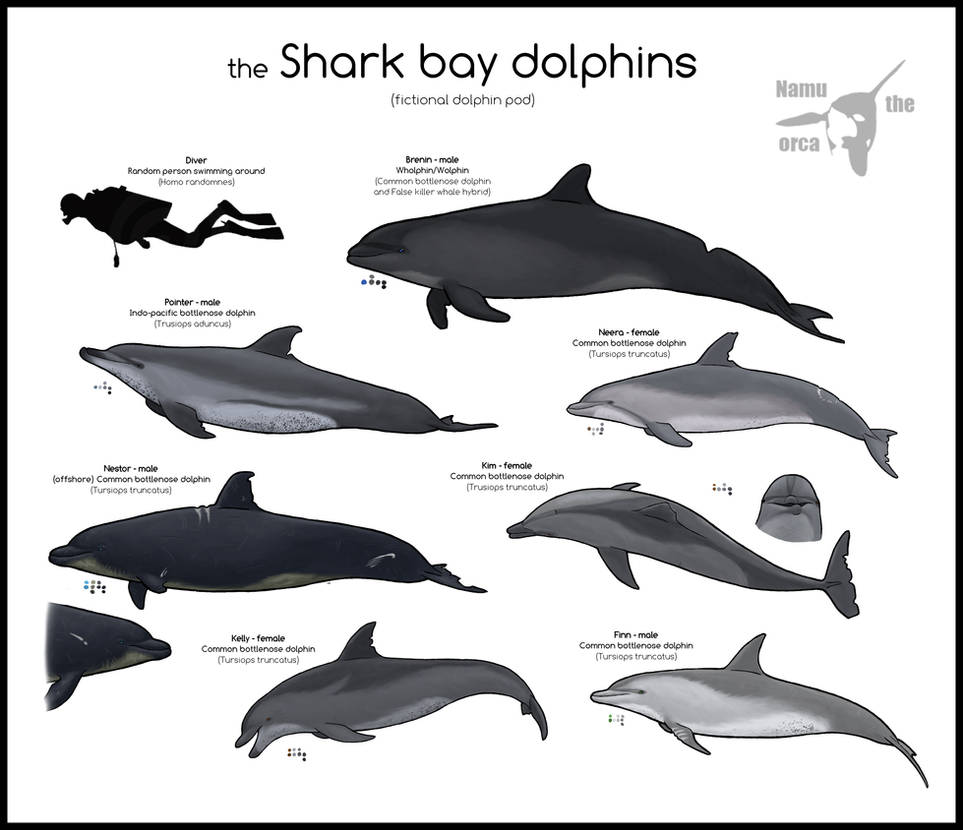 the Shark bay dolphins
(fictional dolphin pod)
Namu
the
orca
Diver
Random person swimming around
(Homo randomnes)
Brenin - male
Wholphin/Wolphin
(Common bottlenose dolphin
and False killer whale hybrid)
Pointer - male
Indo-pacific bottlenose dolphin
(Trusiops aduncus)
Neera - female
Common bottlenose dolphin
(Tursiops truncatus)
Nestor - male
(offshore) Common bottlenose dolphin
(Tursiops truncatus)
Kim - female
Common bottlenose dolphin
(Trusiops truncatus)
Kelly - female
Common bottlenose dolphin
(Tursiops truncatus)
Finn - male
Common bottlenose dolphin
(Tursiops truncatus)